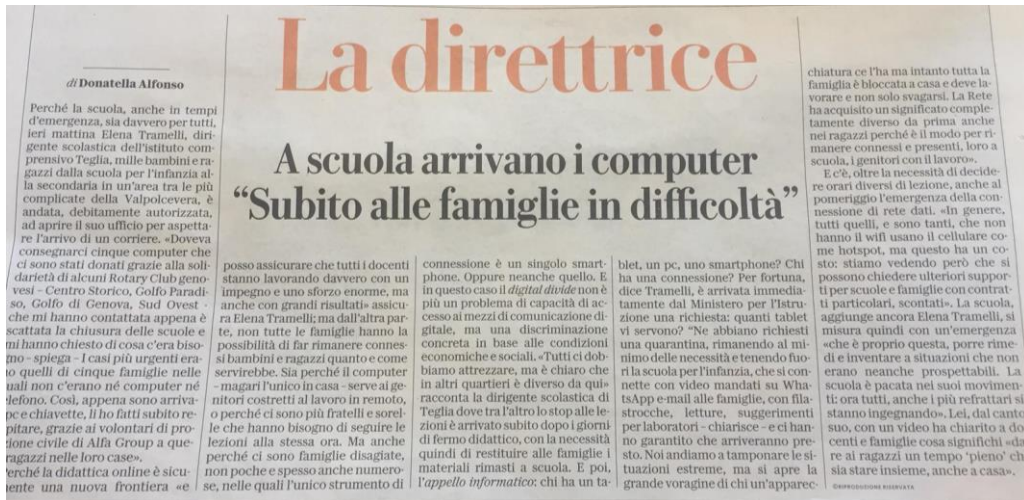 La direttrice
A scuola arrivano i computer
“Subito alle famiglie in difficoltà”
di Donatella Alfonso
Perché la scuola, anche in tempi
d'emergenza, sia davvero per tutti,
ieri mattina Elena Tramelli, diri-
gente scolastica dell'istituto com-
prensivo Teglia, mille bambini e ra-
gazzi dalla scuola per l'infanzia al-
la secondaria in un'area tra le più
complicate della Valpolcevera, è
andata, debitamente autorizzata,
ad aprire il suo ufficio per aspetta-
re l'arrivo di un corriere. «Doveva
consegnarci cinque computer che
ci sono stati donati grazie alla soli-
darietà di alcuni Rotary Club geno-
vesi - Centro Storico, Golfo Paradi-
so, Golfo di Genova, Sud Ovest
che mi hanno contattata appena è
scattata la chiusura delle scuole e
mi hanno chiesto di cosa c'era biso-
gno - spiega - I casi più urgenti era-
no quelli di cinque famiglie nelle
quali non c'erano né computer né
telefono. Così, appena sono arriva-
pc e chiavette, li ho fatti subito re-
pitare, grazie ai volontari di pro-
zione civile di Alfa Group a que-
ragazzi nelle loro case».
Perché la didattica online è sicu-
mente una nuova frontiera «e
posso assicurare che tutti i docenti
stanno lavorando davvero con un
impegno e uno sforzo enorme, ma
anche con grandi risultati» assicu-
ra Elena Tramelli; ma dall'altra par-
te, non tutte le famiglie hanno la
possibilità di far rimanere connes-
si bambini e ragazzi quanto e come
servirebbe. Sia perché il computer
- magari l'unico in casa - serve ai ge-
nitori costretti al lavoro in remoto,
o perché ci sono più fratelli e sorel-
le che hanno bisogno di seguire le
lezioni alla stessa ora. Ma anche
perché ci sono famiglie disagiate,
non poche e spesso anche numero-
se, nelle quali l'unico strumento di
connessione è un singolo smart-
phone. Oppure neanche quello. E
in questo caso il digital divide non è
più un problema di capacità di ac-
cesso ai mezzi di comunicazione di-
gitale, ma una discriminazione
concreta in base alle condizioni
economiche e sociali. «Tutti ci dob-
biamo attrezzare, ma è chiaro che
in altri quartieri è diverso da qui»
racconta la dirigente scolastica di
Teglia dove tra l'altro lo stop alle le-
zioni è arrivato subito dopo i giorni
di fermo didattico, con la necessità
quindi di restituire alle famiglie i
materiali rimasti a scuola. E poi,
l'appello informatico: chi ha un ta-
blet, un pc, uno smartphone? Chi
ha una connessione? Per fortuna,
dice Tramelli, è arrivata immedia-
tamente dal Ministero per l'Istru-
zione una richiesta: quanti tablet
vi servono? “Ne abbiamo richiesti
una quarantina, rimanendo al mi-
nimo delle necessità e tenendo fuo-
ri la scuola per l'infanzia, che si con-
nette con video mandati su Wha-
tsApp e-mail alle famiglie, con fila-
strocche, letture, suggerimenti
per laboratori - chiarisce - e ci han-
no garantito che arriveranno pre-
sto. Noi andiamo a tamponare le si-
tuazioni estreme, ma si apre la
grande voragine di chi un'apparec-
chiatura ce l'ha ma intanto tutta la
famiglia è bloccata a casa e deve la-
vorare e non solo svagarsi. La Rete
ha acquisito un significato comple-
tamente diverso da prima anche
nei ragazzi perché è il modo per ri-
manere connessi e presenti, loro a
scuola, i genitori con il lavoro».
E c'è, oltre la necessità di decide-
re orari diversi di lezione, anche al
pomeriggio l'emergenza della con-
nessione di rete dati. «In genere,
tutti quelli, e sono tanti, che non
hanno il wifi usano il cellulare co-
me hotspot, ma questo ha un co-
sto: stiamo vedendo però che si
possono chiedere ulteriori suppor-
ti per scuole e famiglie con contrat-
ti particolari, scontati». La scuola,
aggiunge ancora Elena Tramelli, si
misura quindi con un'emergenza
«che è proprio questa, porre rime-
di e inventare a situazioni che non
erano neanche prospettabili. La
scuola è pacata nei suoi movimen-
ti: ora tutti, anche i più refrattari si
stanno ingegnando». Lei, dal canto
suo, con un video ha chiarito a do-
centi e famiglie cosa significhi «da-
re ai ragazzi un tempo ‘pieno’ che
sia stare insieme, anche a casa».
©RIPRODUZIONE RISERVATA